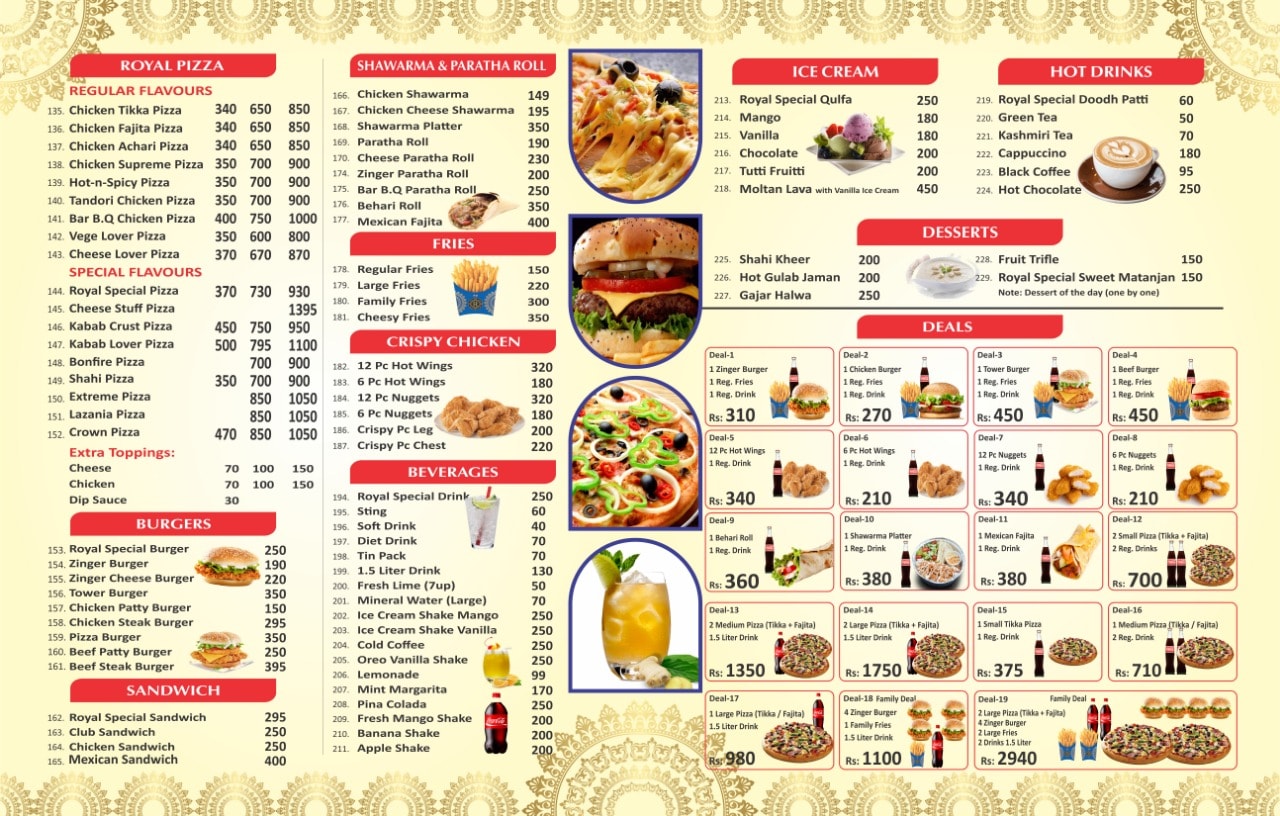 ROYAL PIZZA
REGULAR FLAVOURS
135. Chicken Tikka Pizza 340 650 850
136. Chicken Fajita Pizza 340 650 850
137. Chicken Achari Pizza 340 650 850
138. Chicken Supreme Pizza 350 700 900
139. Hot-n-Spicy Pizza 350 700 900
140. Tandori Chicken Pizza 350 700 900
141. Bar B.Q Chicken Pizza 400 750 1000
142. Vege Lover Pizza 350 600 800
143. Cheese Lover Pizza 370 670 870
SPECIAL FLAVOURS
144. Royal Special Pizza 370 730 930
145. Cheese Stuff Pizza 1395
146. Kabab Crust Pizza 450 750 950
147. Kabab Lover Pizza 500 795 1100
148. Bonfire Pizza 700 900
149. Shahi Pizza 350 700 900
150. Extreme Pizza 850 1050
151. Lazania Pizza 850 1050
152. Crown Pizza 470 850 1050
Extra Toppings:
Cheese 70 100 150
Chicken 70 100 150
Dip Sauce 30
BURGERS
153. Royal Special Burger 250
154. Zinger Burger 190
155. Zinger Cheese Burger 220
156. Tower Burger 350
157. Chicken Patty Burger 150
158. Chicken Steak Burger 295
159. Pizza Burger 350
160. Beef Patty Burger 250
161. Beef Steak Burger 395
SANDWICH
162. Royal Special Sandwich 295
163. Club Sandwich 250
164. Chicken Sandwich 250
165. Mexican Sandwich 400
SHAWARMA & PARATHA ROLL
166. Chicken Shawarma 149
167. Chicken Cheese Shawarma 195
168. Shawarma Platter 350
169. Paratha Roll 190
170. Cheese Paratha Roll 230
174. Zinger Paratha Roll 200
175. Bar B.Q Paratha Roll 250
176. Behari Roll 350
177. Mexican Fajita 400
FRIES
178. Regular Fries 150
179. Large Fries 220
180. Family Fries 300
181. Cheesy Fries 350
CRISPY CHICKEN
182. 12 Pc Hot Wings 320
183. 6 Pc Hot Wings 180
184. 12 Pc Nuggets 320
185. 6 Pc Nuggets 180
186. Crispy Pc Leg 200
187. Crispy Pc Chest 220
BEVERAGES
194. Royal Special Drink 250
195. Sting 60
196. Soft Drink 40
197. Diet Drink 70
198. Tin Pack 70
199. 1.5 Liter Drink 130
200. Fresh Lime (7up) 50
201. Mineral Water (Large) 70
202. Ice Cream Shake Mango 250
203. Ice Cream Shake Vanilla 250
204. Cold Coffee 250
205. Oreo Vanilla Shake 250
206. Lemonade 99
207. Mint Margarita 170
208. Pina Colada 250
209. Fresh Mango Shake 200
210. Banana Shake 200
211. Apple Shake 200
ICE CREAM
213. Royal Special Qulfa 250
214. Mango 180
215. Vanilla 180
216. Chocolate 200
217. Tutti Fruitti 200
218. Moltan Lava with Vanilla Ice Cream 450
HOT DRINKS
219. Royal Special Doodh Patti 60
220. Green Tea 50
221. Kashmiri Tea 70
222. Cappuccino 180
223. Black Coffee 95
224. Hot Chocolate 250
DESSERTS
225. Shahi Kheer 200
226. Hot Gulab Jaman 200
227. Gajar Halwa 250
228. Fruit Trifle 150
229. Royal Special Sweet Matanjan 150
Note: Dessert of the day (one by one)
DEALS
Deal-1
1 Zinger Burger
1 Reg. Fries
1 Reg. Drink
Rs: 310
Deal-2
1 Chicken Burger
1 Reg. Fries
1 Reg. Drink
Rs: 270
Deal-3
1 Tower Burger
1 Reg. Fries
1 Reg. Drink
Rs: 450
Deal-4
1 Beef Burger
1 Reg. Fries
1 Reg. Drink
Rs: 450
Deal-5
12 Pc Hot Wings
1 Reg. Drink
Rs: 340
Deal-6
6 Pc Hot Wings
1 Reg. Drink
Rs: 210
Deal-7
12 Pc Nuggets
1 Reg. Drink
Rs: 340
Deal-8
6 Pc Nuggets
1 Reg. Drink
Rs: 210
Deal-9
1 Behari Roll
1 Reg. Drink
Rs: 360
Deal-10
1 Shawarma Platter
1 Reg. Drink
Rs: 380
Deal-11
1 Mexican Fajita
1 Reg. Drink
Rs: 380
Deal-12
2 Small Pizza (Tikka + Fajita)
2 Reg. Drinks
Rs: 700
Deal-13
2 Medium Pizza (Tikka + Fajita)
1.5 Liter Drink
Rs: 1350
Deal-14
2 Large Pizza (Tikka + Fajita)
1.5 Liter Drink
Rs: 1750
Deal-15
1 Small Tikka Pizza
1 Reg. Drink
Rs: 375
Deal-16
1 Medium Pizza (Tikka / Fajita)
2 Reg. Drink
Rs: 710
Deal-17
1 Large Pizza (Tikka / Fajita)
1.5 Liter Drink
Rs: 980
Deal-18 Family Deal
4 Zinger Burger
1 Family Fries
1.5 Liter Drink
Rs: 1100
Deal-19 Family Deal
2 Large Pizza (Tikka + Fajita)
4 Zinger Burger
2 Large Fries
2 Drinks 1.5 Liter
Rs: 2940